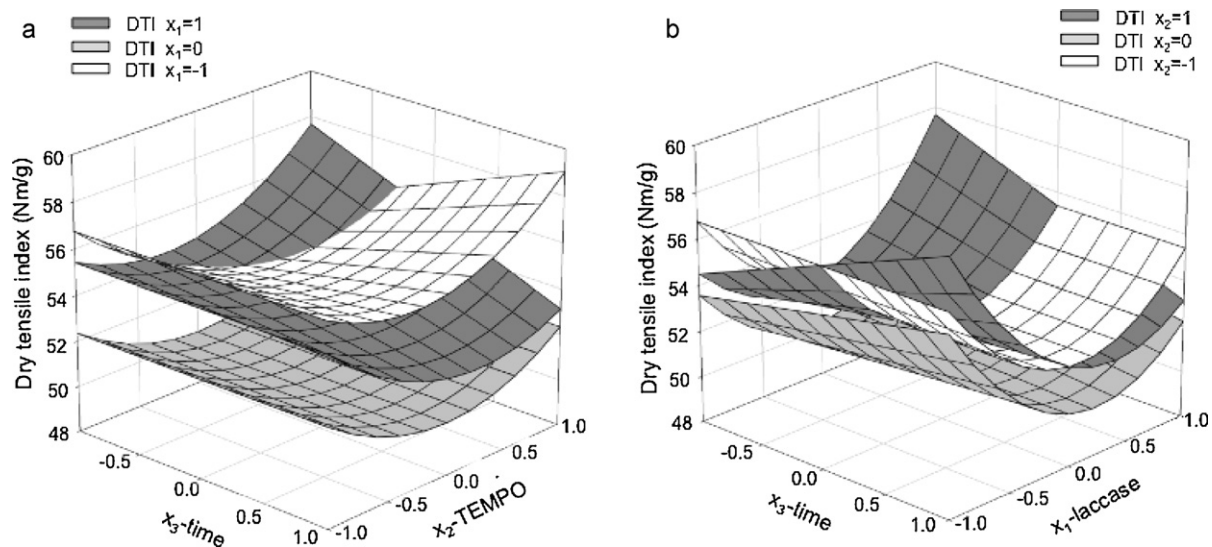 a
DTI x₁=1
DTI x₁=0
DTI x₁=-1
Dry tensile index (Nm/g)
60
58
56
54
52
50
48
-0.5
0.0
0.5
1.0
x₃-time
-1.0
-0.5
0.0
0.5
1.0
x₂-TEMPO
b
DTI x₂=1
DTI x₂=0
DTI x₂=-1
Dry tensile index (Nm/g)
60
58
56
54
52
50
48
-0.5
0.0
0.5
1.0
x₃-time
-1.0
-0.5
0.0
0.5
1.0
x₁-laccase